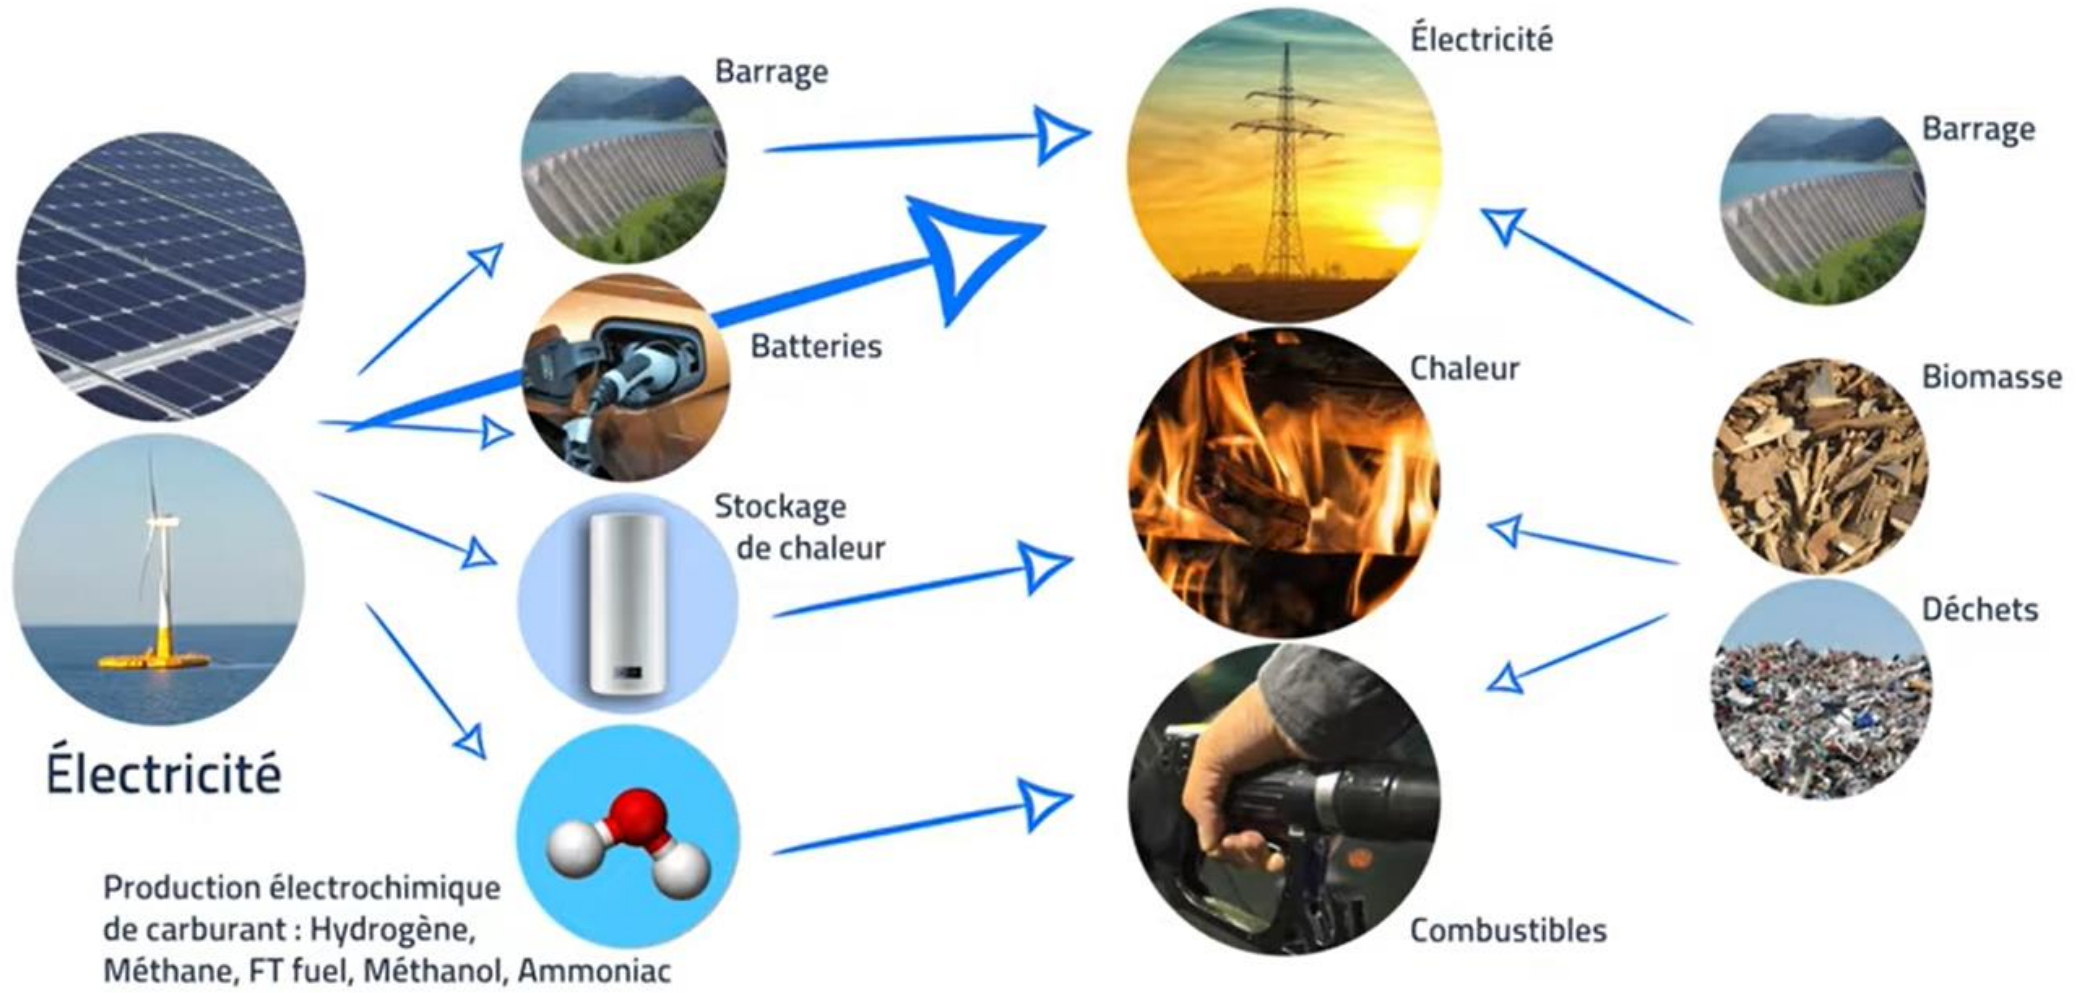 Électricité
Barrage
Barrage
Batteries
Chaleur
Biomasse
Stockage
de chaleur
Déchets
Électricité
Production électrochimique
de carburant : Hydrogène,
Méthane, FT fuel, Méthanol, Ammoniac
Combustibles